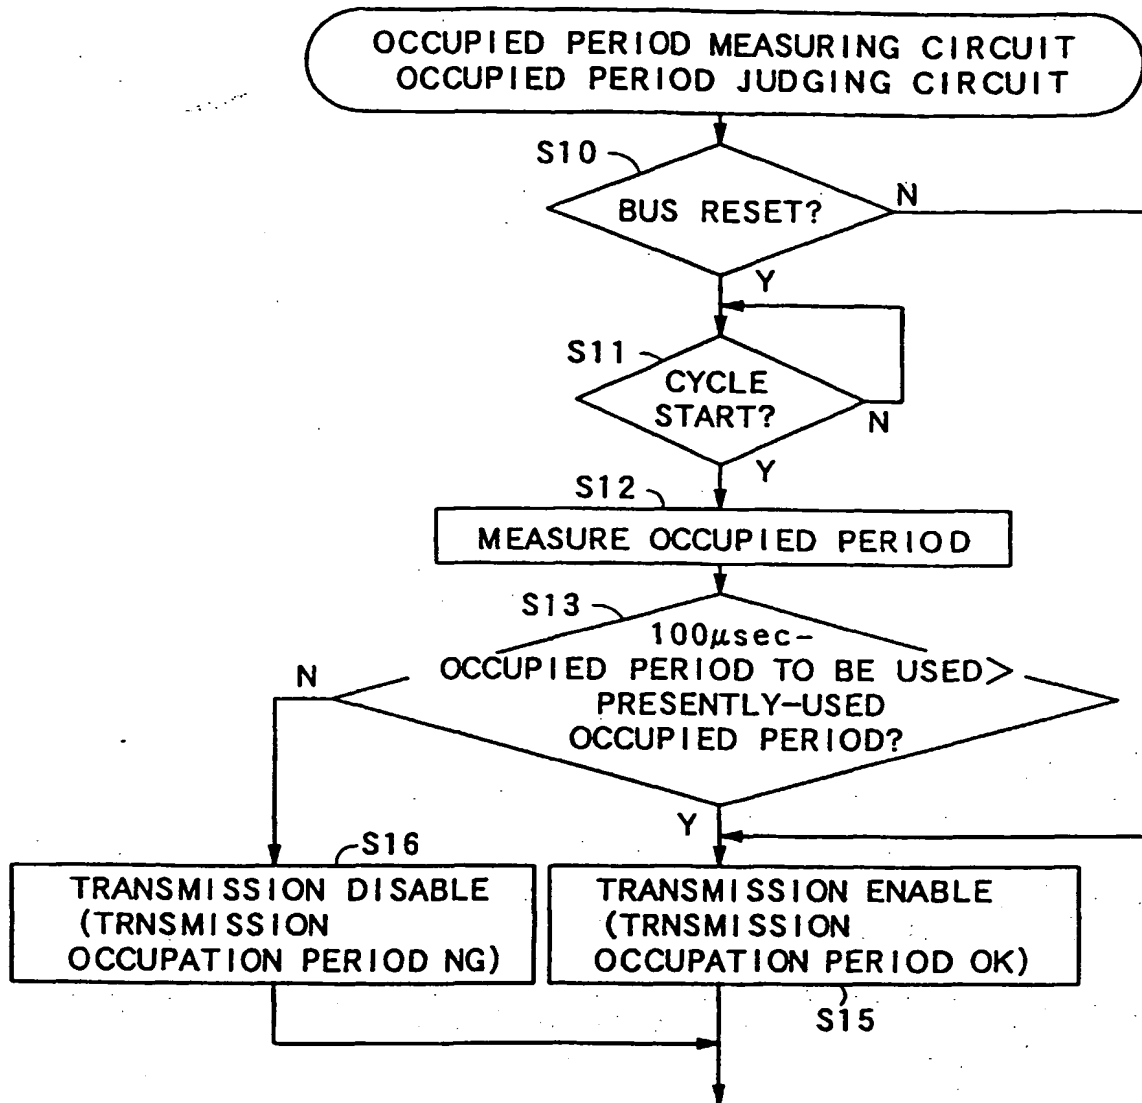 OCCUPIED PERIOD MEASURING CIRCUIT
OCCUPIED PERIOD JUDGING CIRCUIT
S10
BUS RESET?
N
Y
S11
CYCLE
START?
N
Y
S12
MEASURE OCCUPIED PERIOD
S13
100μsec-
OCCUPIED PERIOD TO BE USED>
PRESENTLY-USED
OCCUPIED PERIOD?
N
Y
S16
TRANSMISSION DISABLE
(TRNSMISSION
OCCUPATION PERIOD NG)
TRANSMISSION ENABLE
(TRNSMISSION
OCCUPATION PERIOD OK)
S15